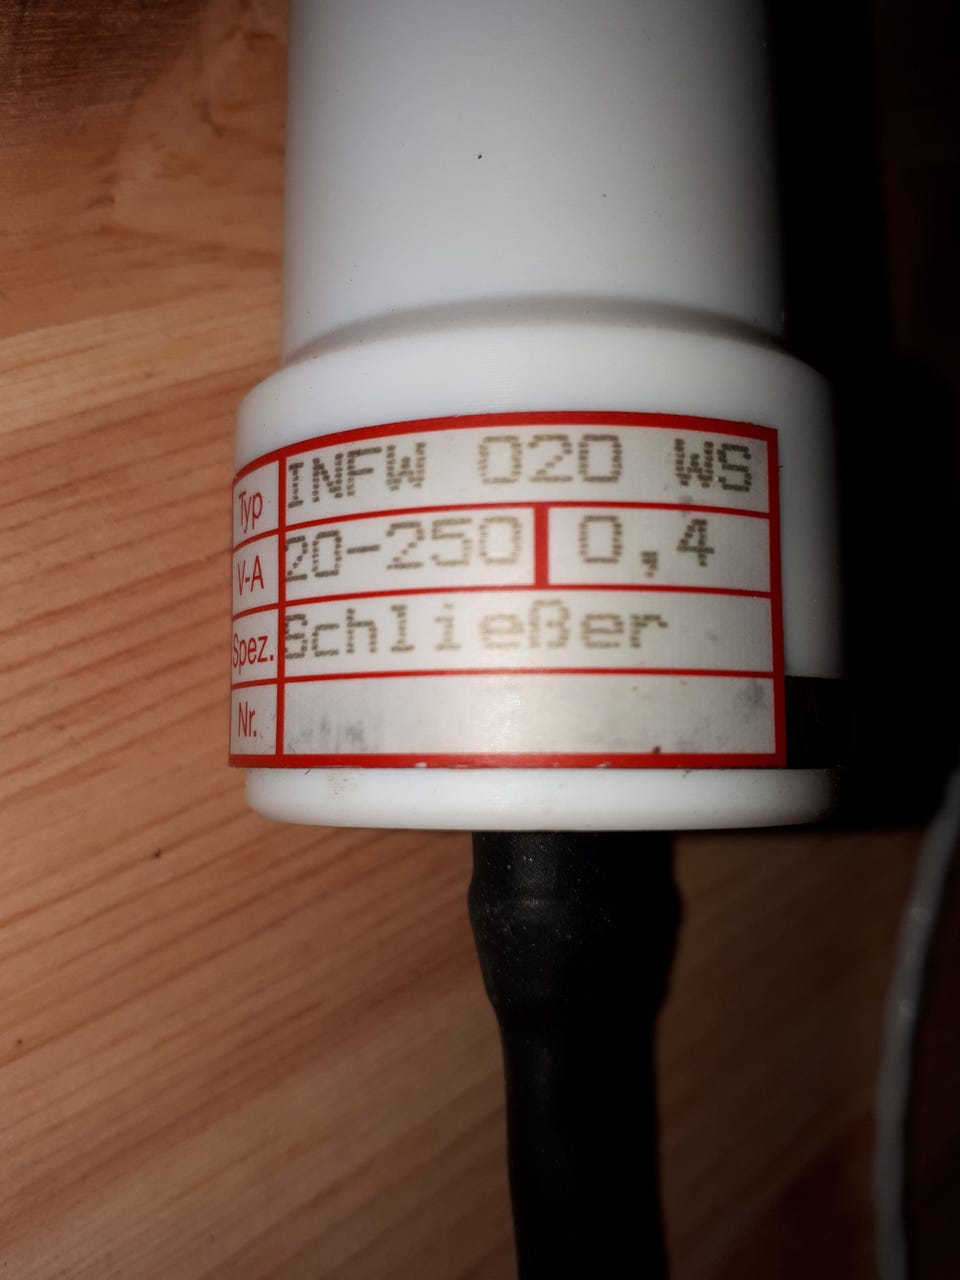 Typ INFW 020 WS
V-A 20-250 0,4
Spez. Schließer
Nr.